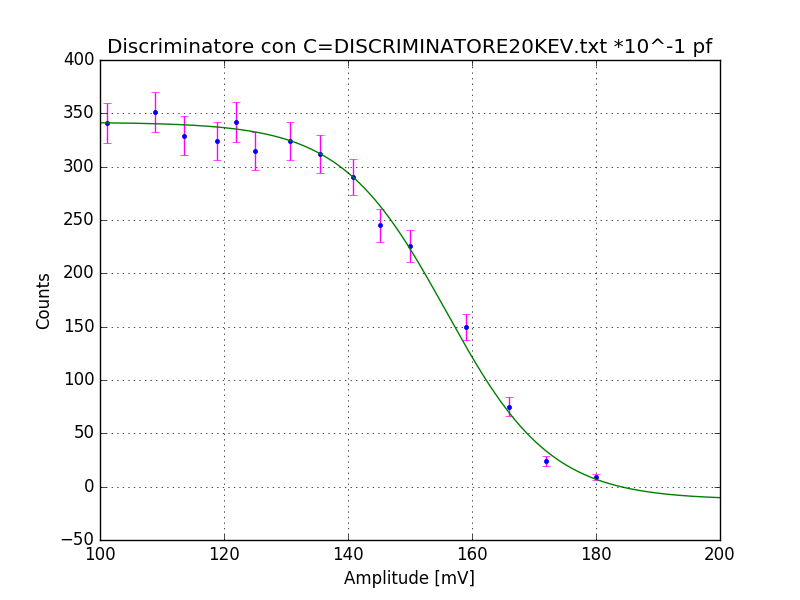 Discriminatore con C=DISCRIMINATORE20KEV.txt *10^-1 pf
400
350
300
250
200
150
100
50
0
−50
Counts
100 120 140 160 180 200
Amplitude [mV]